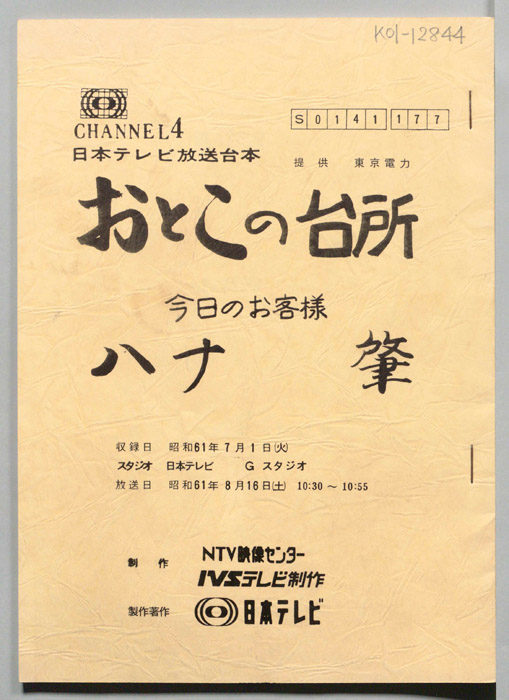 K01-12844
CHANNEL4
S0141177
日本テレビ放送台本
提供 東京電力
おとこの台所
今日のお客様
ハナ 肇
収録日 昭和61年7月1日(火)
スタジオ 日本テレビ Gスタジオ
放送日 昭和61年8月16日(土) 10:30~10:55
制作 NTV映像センター
IVSテレビ制作
製作著作 日本テレビ